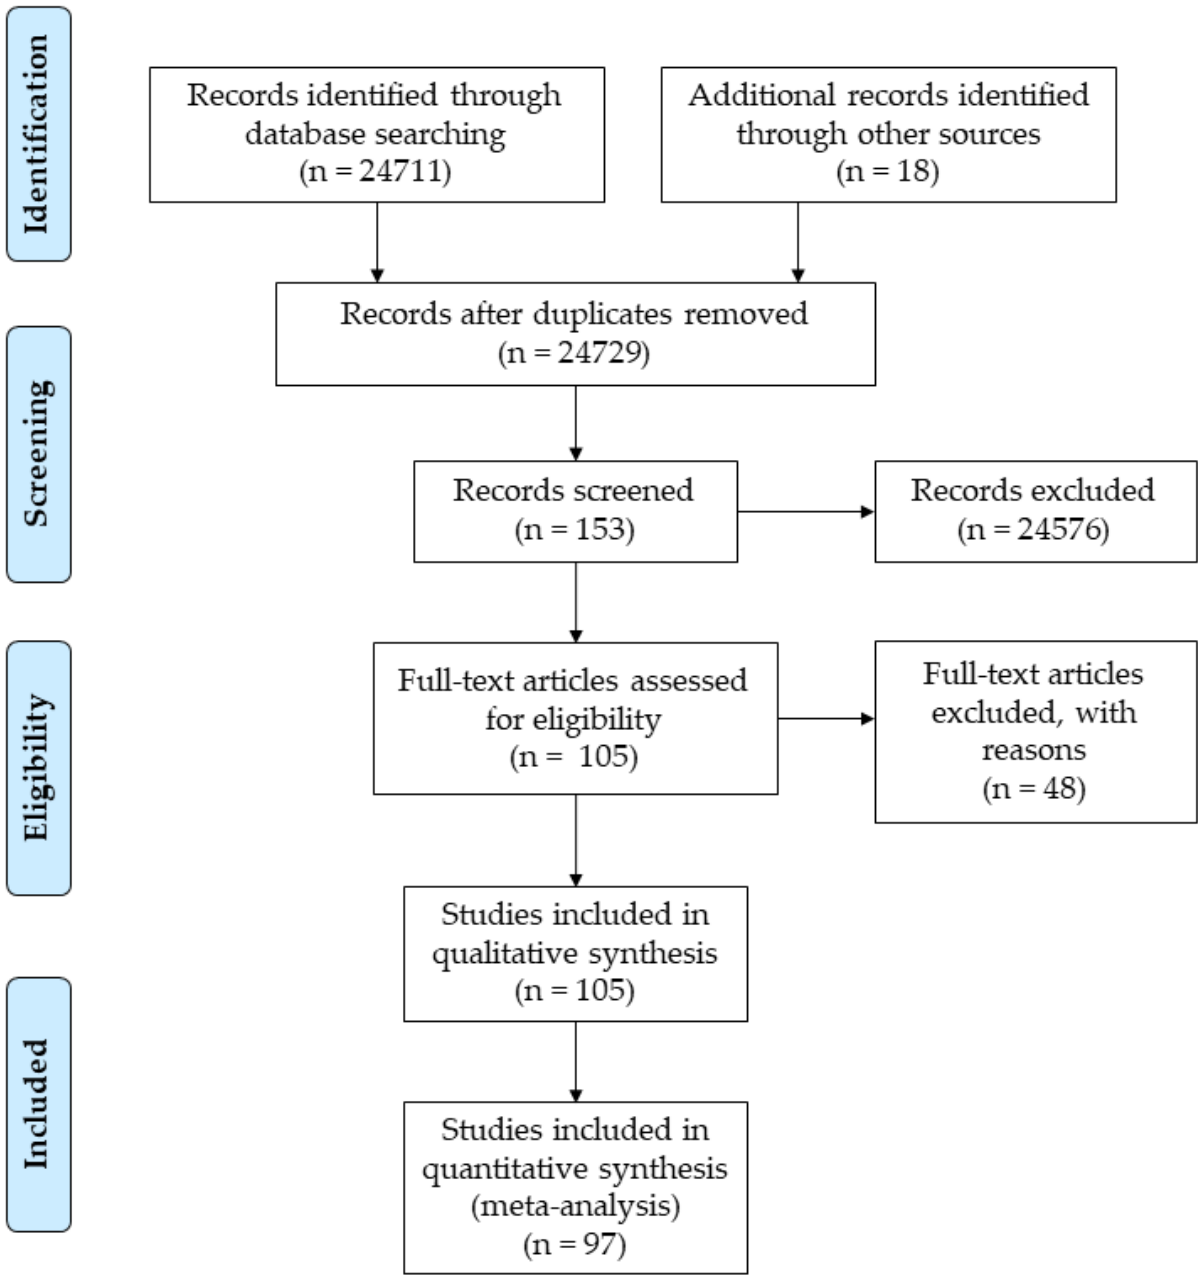 Identification
Records identified through
database searching
(n = 24711)
Additional records identified
through other sources
(n = 18)
Records after duplicates removed
(n = 24729)
Screening
Records screened
(n = 153)
Records excluded
(n = 24576)
Eligibility
Full-text articles assessed
for eligibility
(n =  105)
Full-text articles
excluded, with
reasons
(n = 48)
Studies included in
qualitative synthesis
(n = 105)
Included
Studies included in
quantitative synthesis
(meta-analysis)
(n = 97)